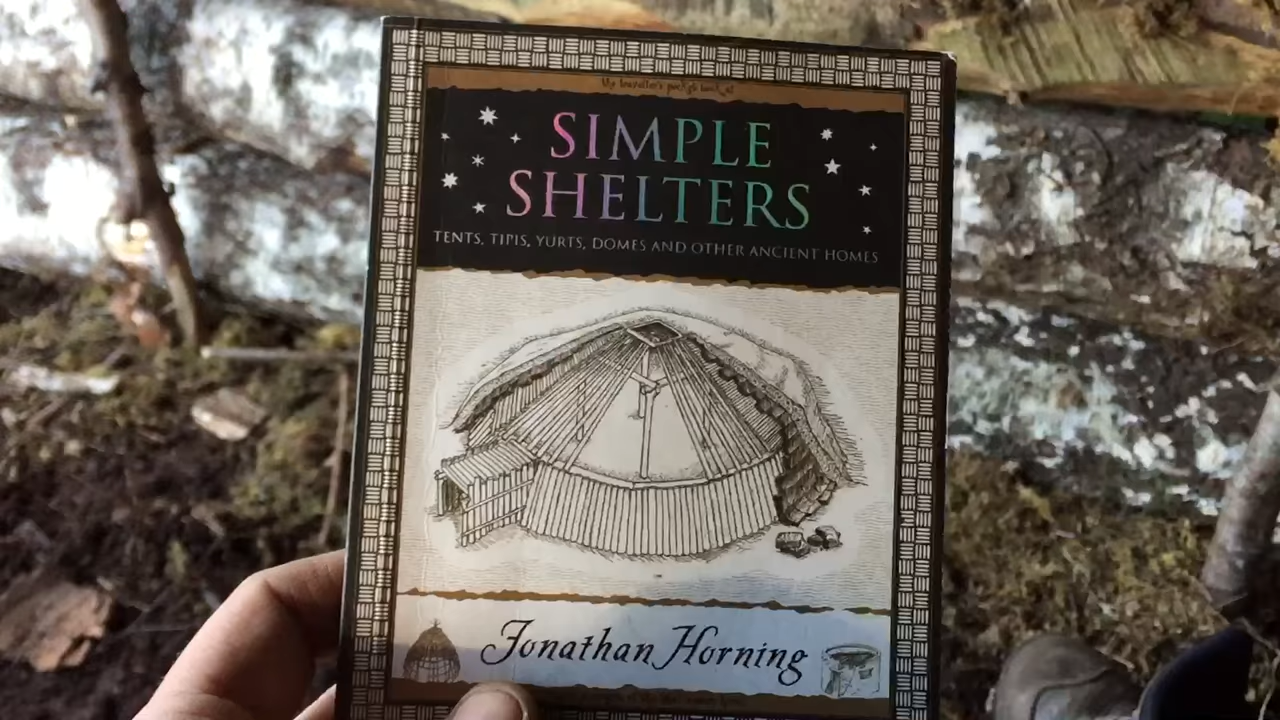 SIMPLE
SHELTERS
TENTS, TIPIS, YURTS, DOMES AND OTHER ANCIENT HOMES
Jonathan Horning